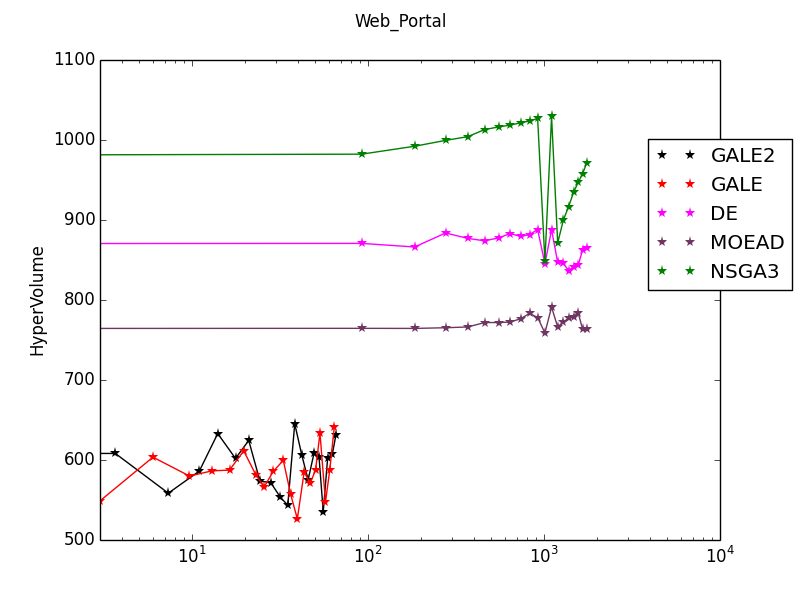 Web_Portal
1100
1000
900
800
700
600
500
HyperVolume
10^1
10^2
10^3
10^4
GALE2
GALE
DE
MOEAD
NSGA3